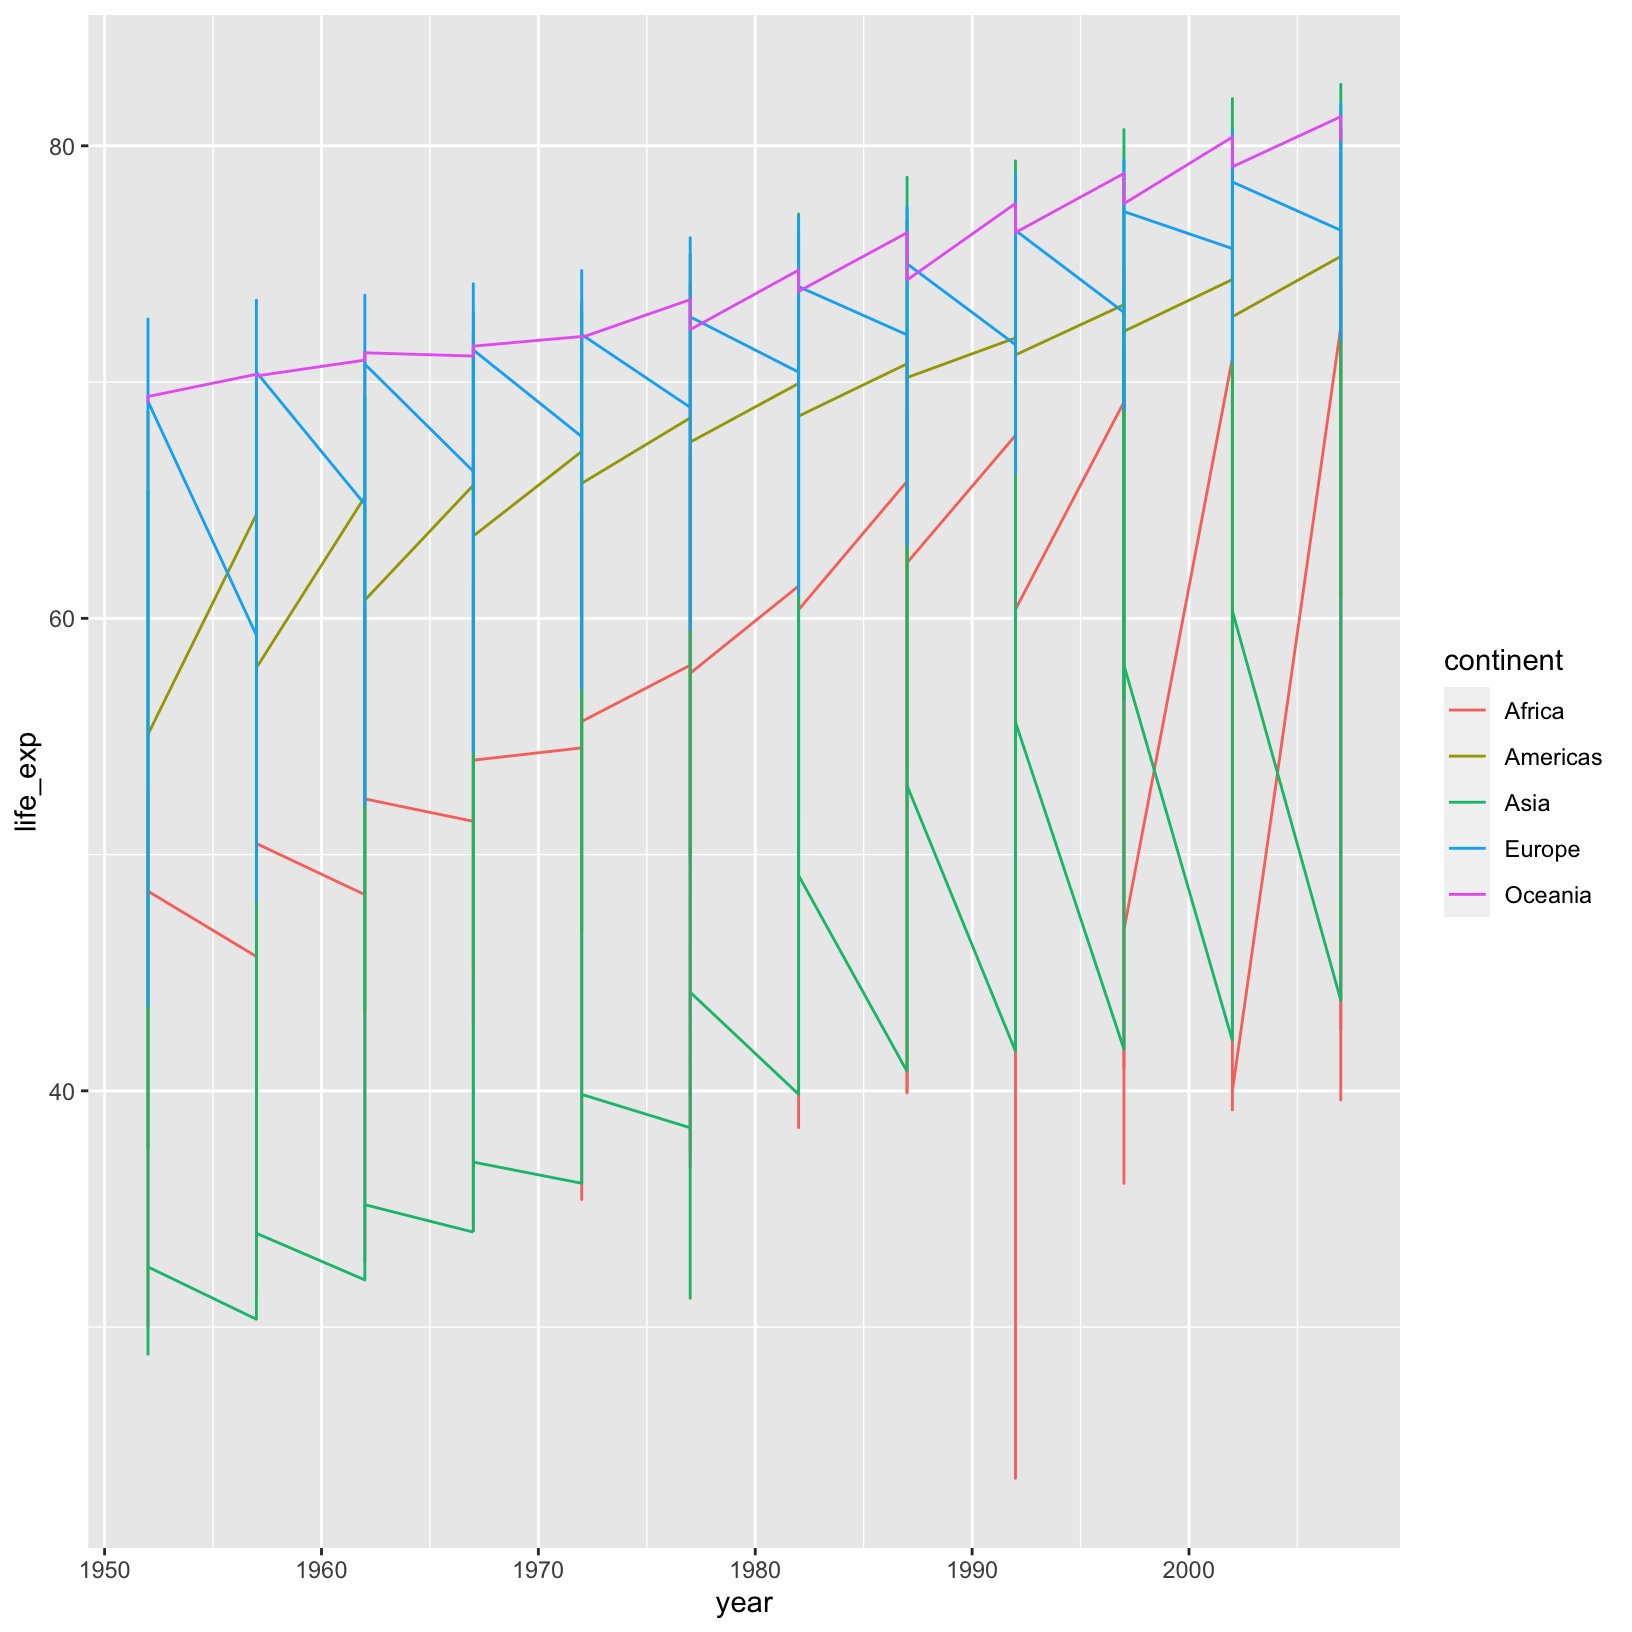 80
60
40
life_exp
1950 1960 1970 1980 1990 2000
year
continent
Africa
Americas
Asia
Europe
Oceania